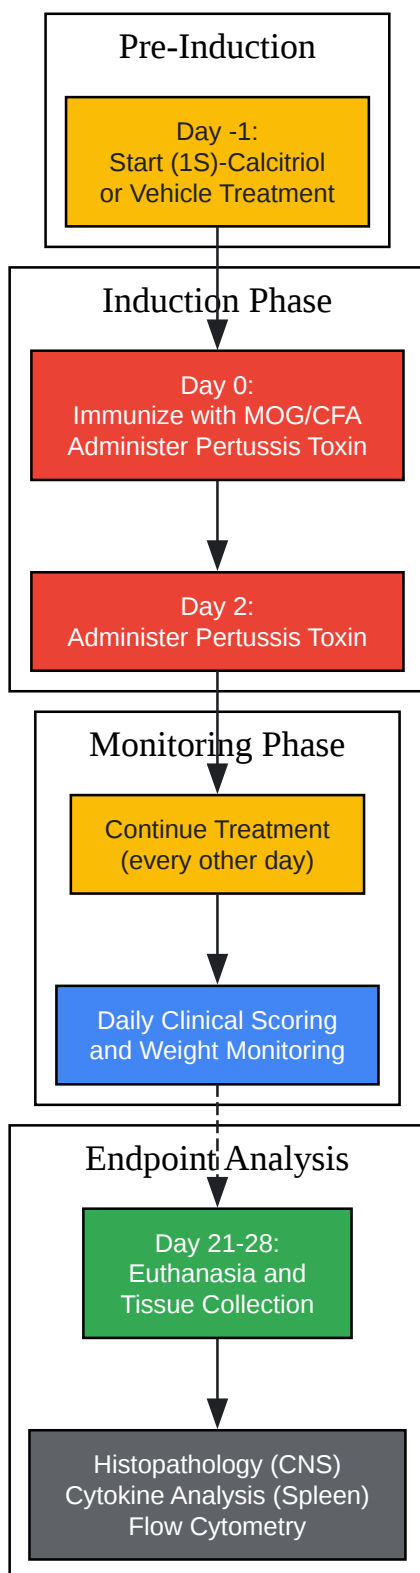 Pre-Induction
Day -1:
Start (1S)-Calcitriol
or Vehicle Treatment
Induction Phase
Day 0:
Immunize with MOG/CFA
Administer Pertussis Toxin
Day 2:
Administer Pertussis Toxin
Monitoring Phase
Continue Treatment
(every other day)
Daily Clinical Scoring
and Weight Monitoring
Endpoint Analysis
Day 21-28:
Euthanasia and
Tissue Collection
Histopathology (CNS)
Cytokine Analysis (Spleen)
Flow Cytometry